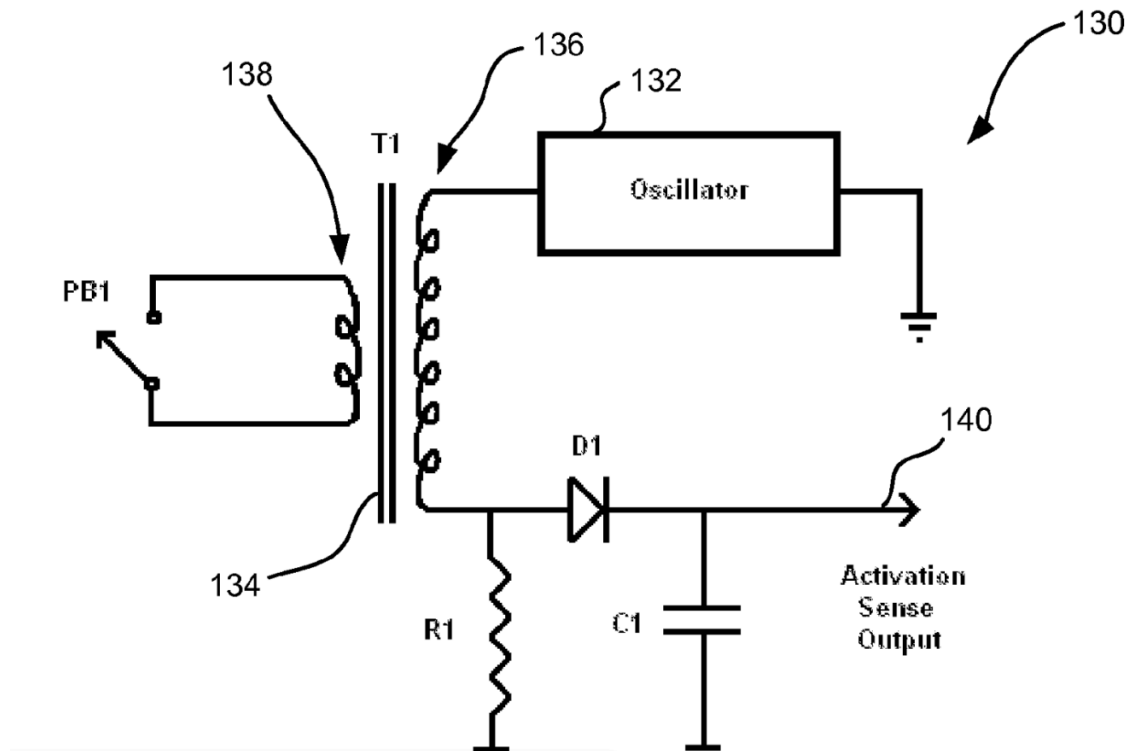 130
136
132
138
T1
Oscillator
PB1
140
D1
134
Activation
Sense
Output
R1
C1